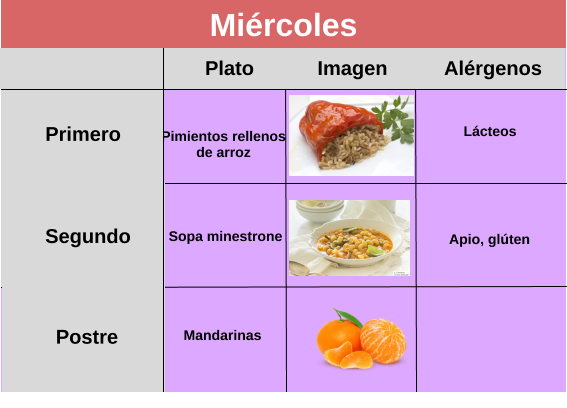 Miércoles
Plato Imagen Alérgenos
Primero
Pimientos rellenos
de arroz
Lácteos
Segundo
Sopa minestrone
Apio, glúten
Postre
Mandarinas